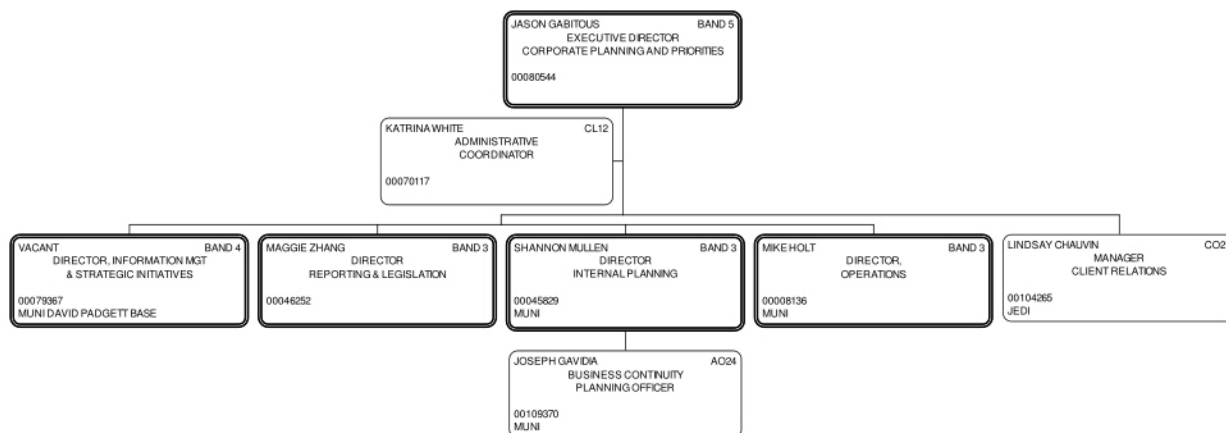 JASON GABITOUS BAND 5
EXECUTIVE DIRECTOR
CORPORATE PLANNING AND PRIORITIES
00080544
KATRINA WHITE CL12
ADMINISTRATIVE
COORDINATOR
00070117
VACANT BAND 4
DIRECTOR, INFORMATION MGT
& STRATEGIC INITIATIVES
00079367
MUNI DAVID PADGETT BASE
MAGGIE ZHANG BAND 3
DIRECTOR
REPORTING & LEGISLATION
00046252
SHANNON MULLEN BAND 3
DIRECTOR
INTERNAL PLANNING
00045829
MUNI
MIKE HOLT BAND 3
DIRECTOR,
OPERATIONS
00008136
MUNI
LINDSAY CHAUVIN
MANAGER
CLIENT RELATIONS
00104265
JEDI
JOSEPH GAVIDIA AO24
BUSINESS CONTINUITY
PLANNING OFFICER
00109370
MUNI